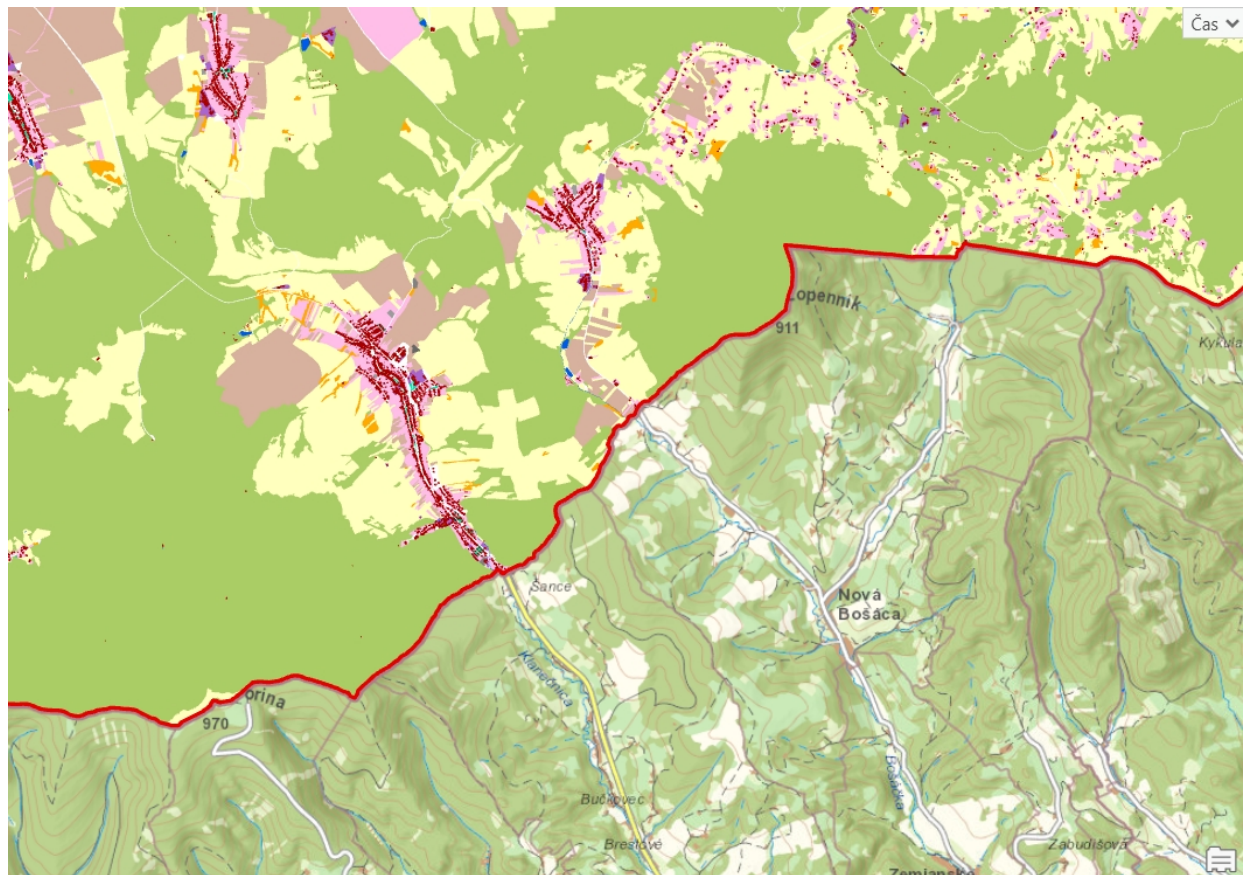 Čas
Lopenník
911
Kykula
Nová
Bošáca
Šance
Klanečnica
orina
970
Bošáčka
Bučkovec
Brestové
Zabudišová
Zemianske